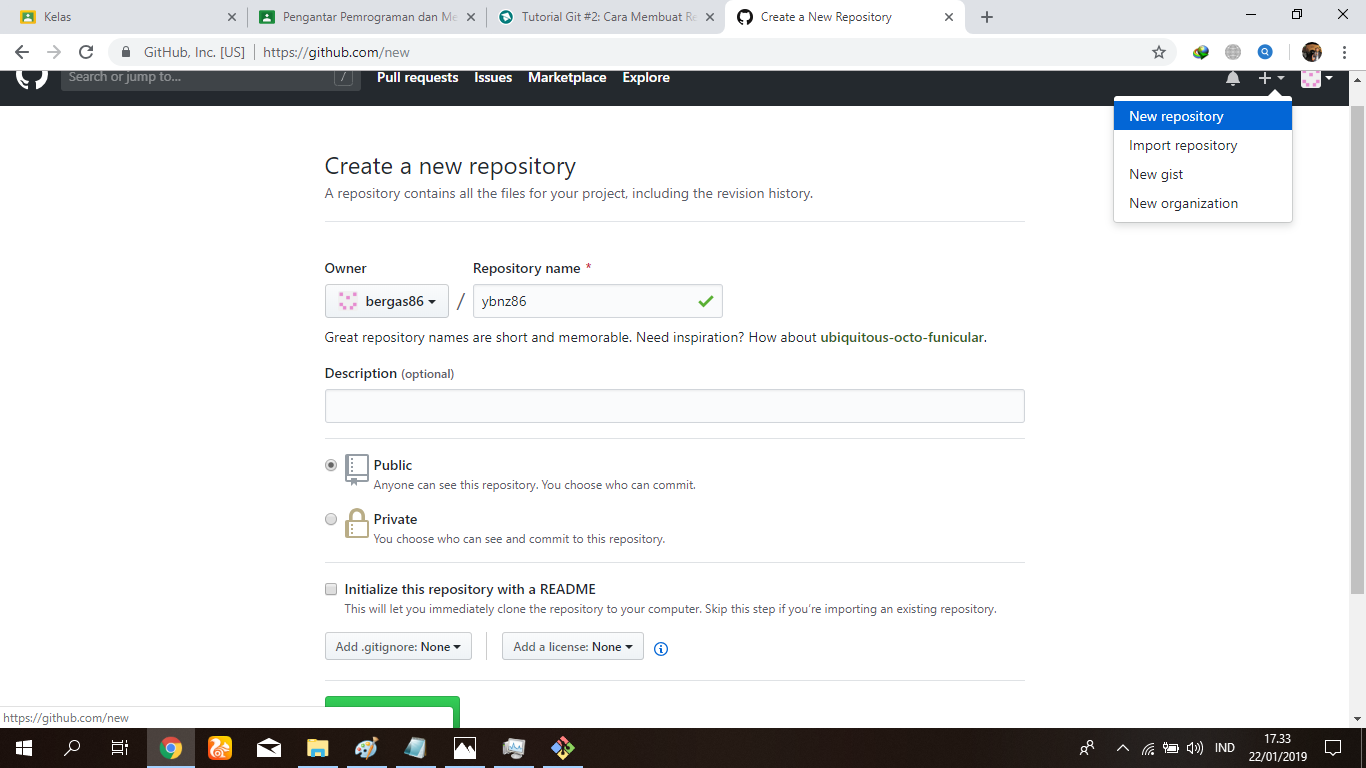 Kelas
Pengantar Pemrograman dan Me
Tutorial Git #2: Cara Membuat Re
Create a New Repository
GitHub, Inc. [US] | https://github.com/new
Search or jump to...
/
Pull requests Issues Marketplace Explore
New repository
Import repository
New gist
New organization
Create a new repository
A repository contains all the files for your project, including the revision history.
Owner
Repository name *
bergas86 / ybnz86
Great repository names are short and memorable. Need inspiration? How about ubiquitous-octo-funicular.
Description (optional)
Public
Anyone can see this repository. You choose who can commit.
Private
You choose who can see and commit to this repository.
Initialize this repository with a README
This will let you immediately clone the repository to your computer. Skip this step if you're importing an existing repository.
Add .gitignore: None
Add a license: None
https://github.com/new
IND
17.33
22/01/2019